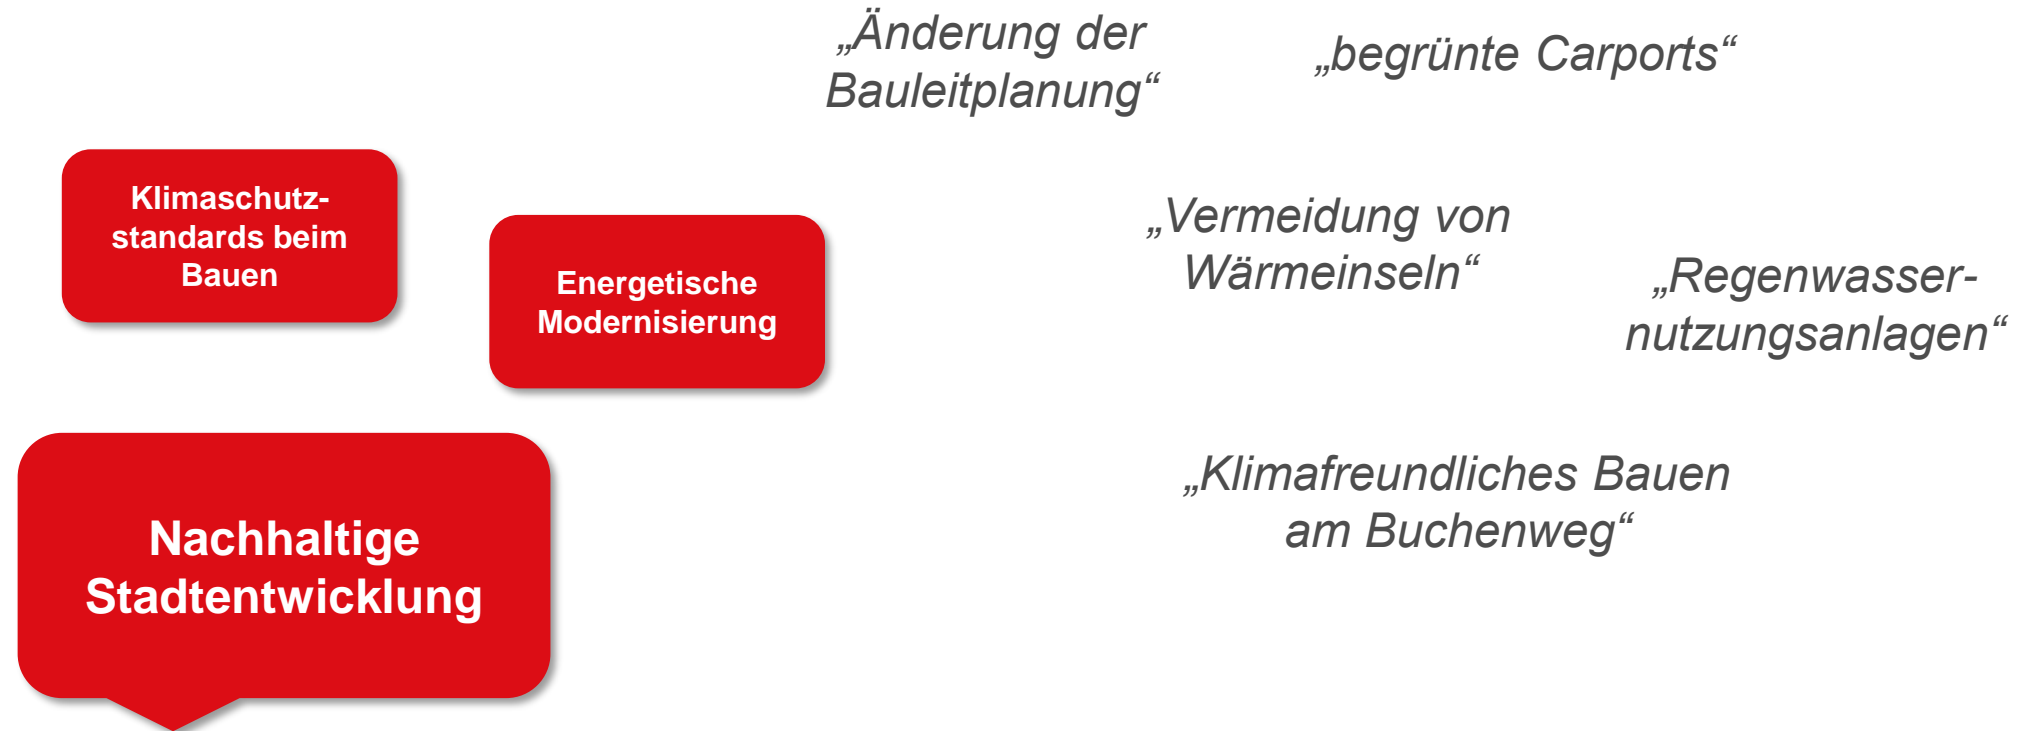 „Änderung der
Bauleitplanung“
„begrünte Carports“
Klimaschutz-
standards beim
Bauen
Energetische
Modernisierung
„Vermeidung von
Wärmeinseln“
„Regenwasser-
nutzungsanlagen“
Nachhaltige
Stadtentwicklung
„Klimafreundliches Bauen
am Buchenweg“